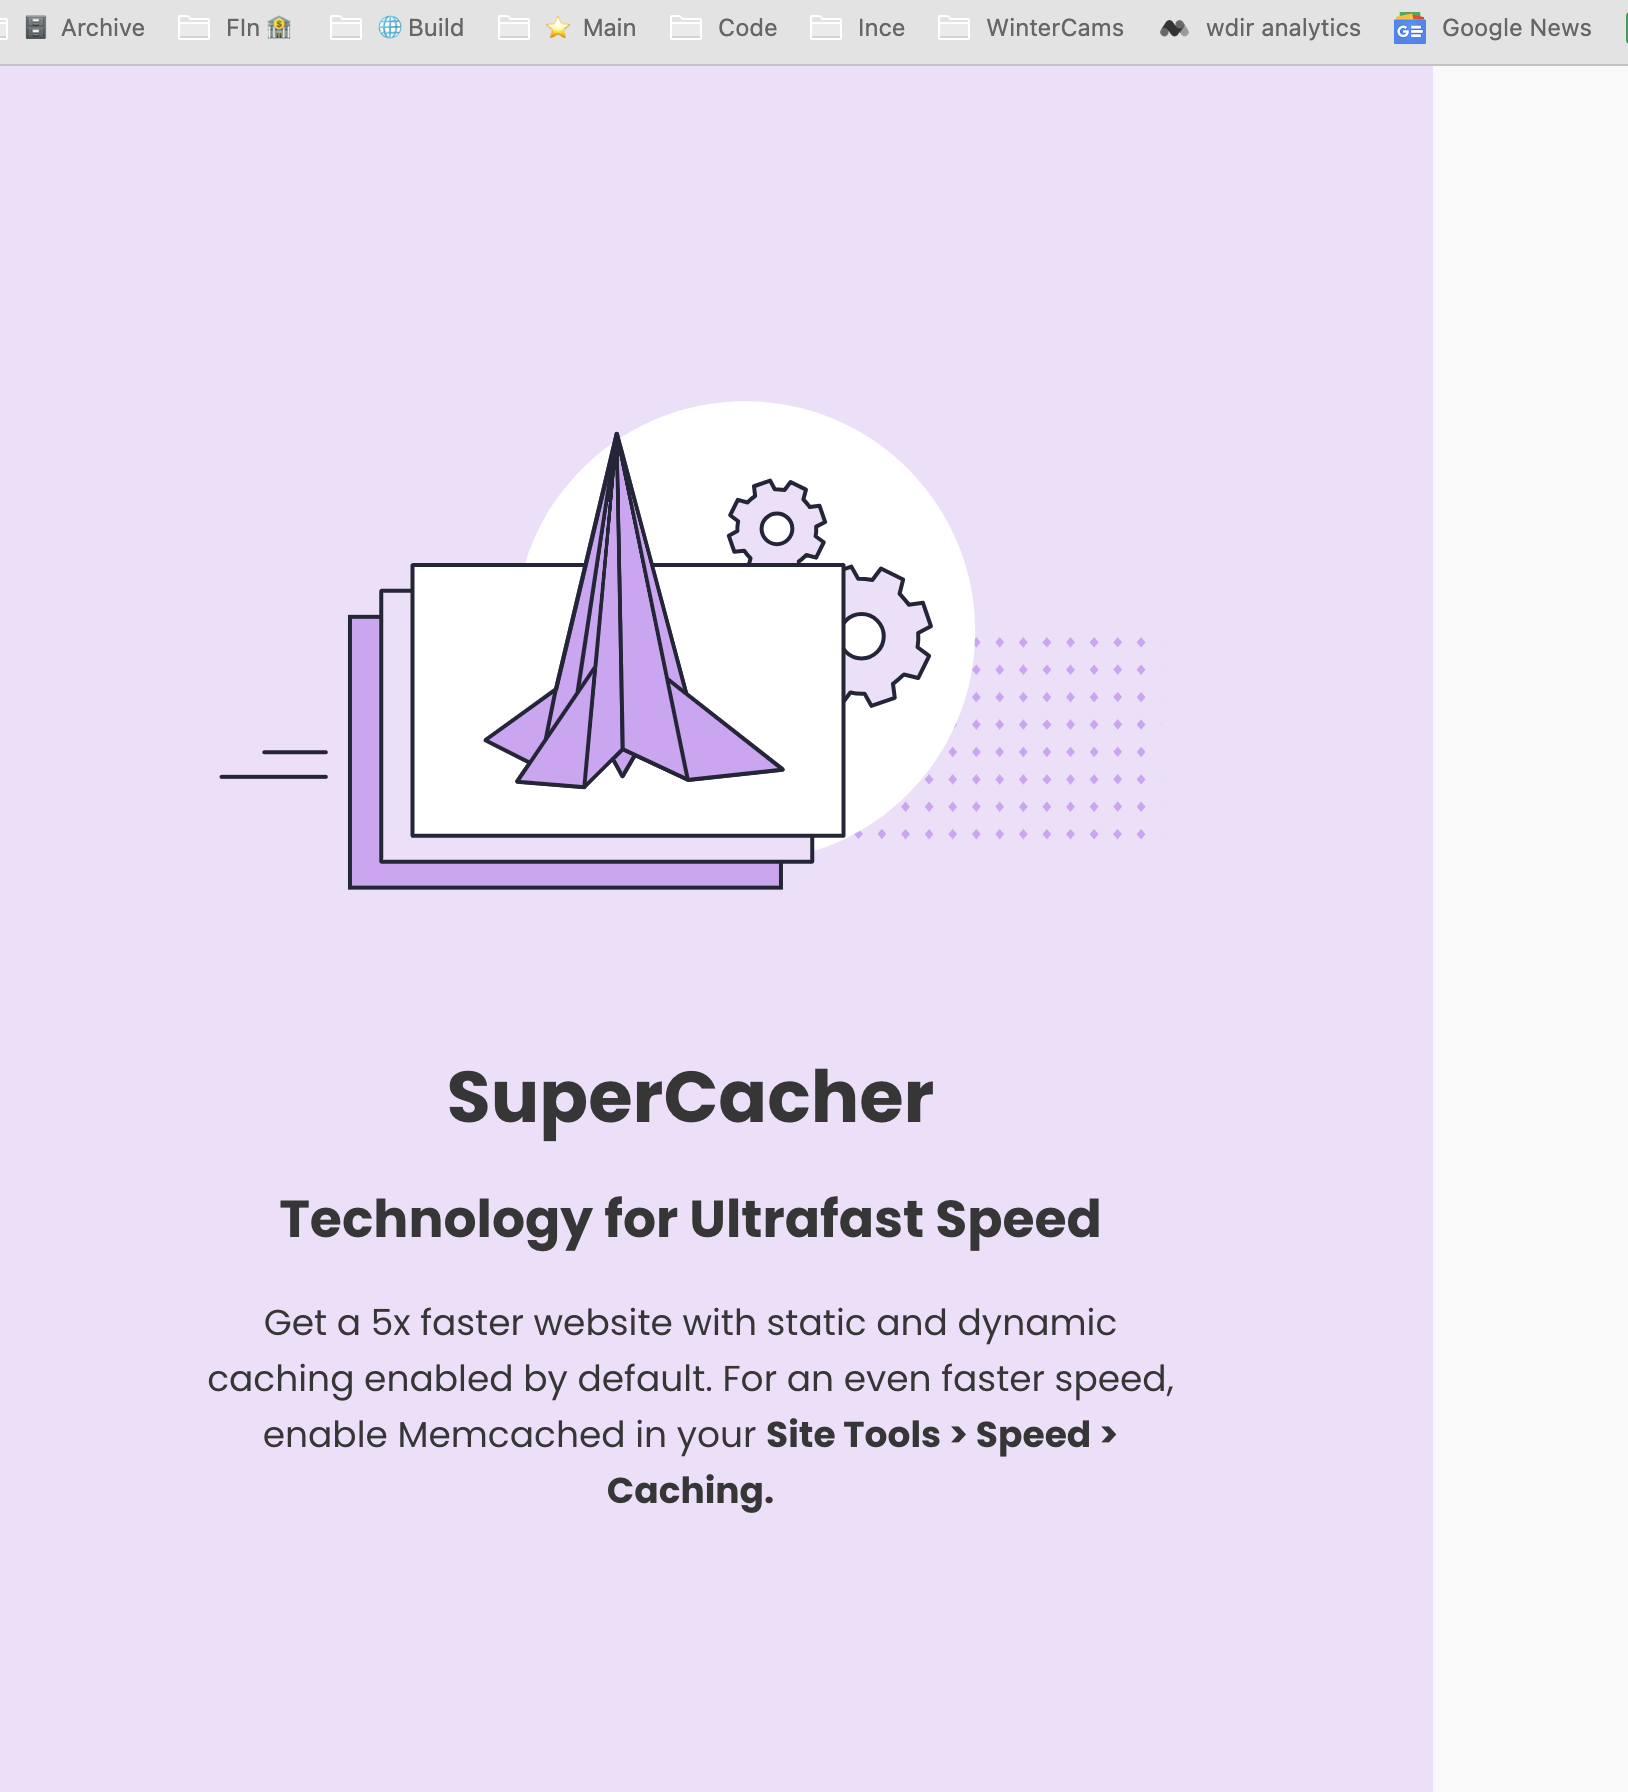 Archive FIn Build Main Code Ince WinterCams wdir analytics Google News
SuperCacher
Technology for Ultrafast Speed
Get a 5x faster website with static and dynamic
caching enabled by default. For an even faster speed,
enable Memcached in your Site Tools > Speed >
Caching.